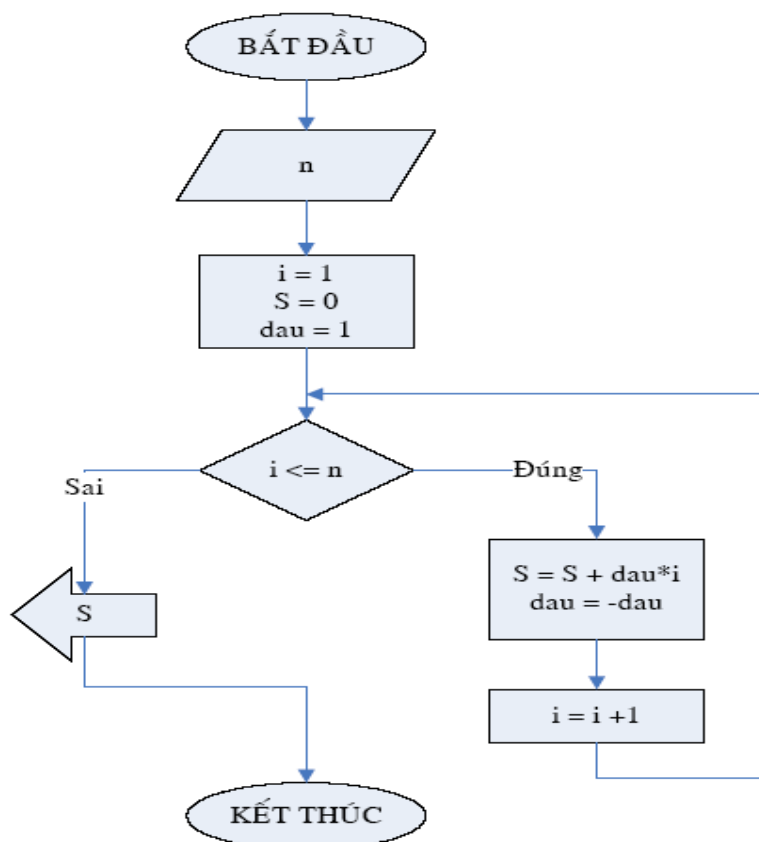 BẮT ĐẦU
n
i = 1
S = 0
dau = 1
i <= n
Sai
Đúng
S = S + dau*i
dau = -dau
S
i = i +1
KẾT THÚC